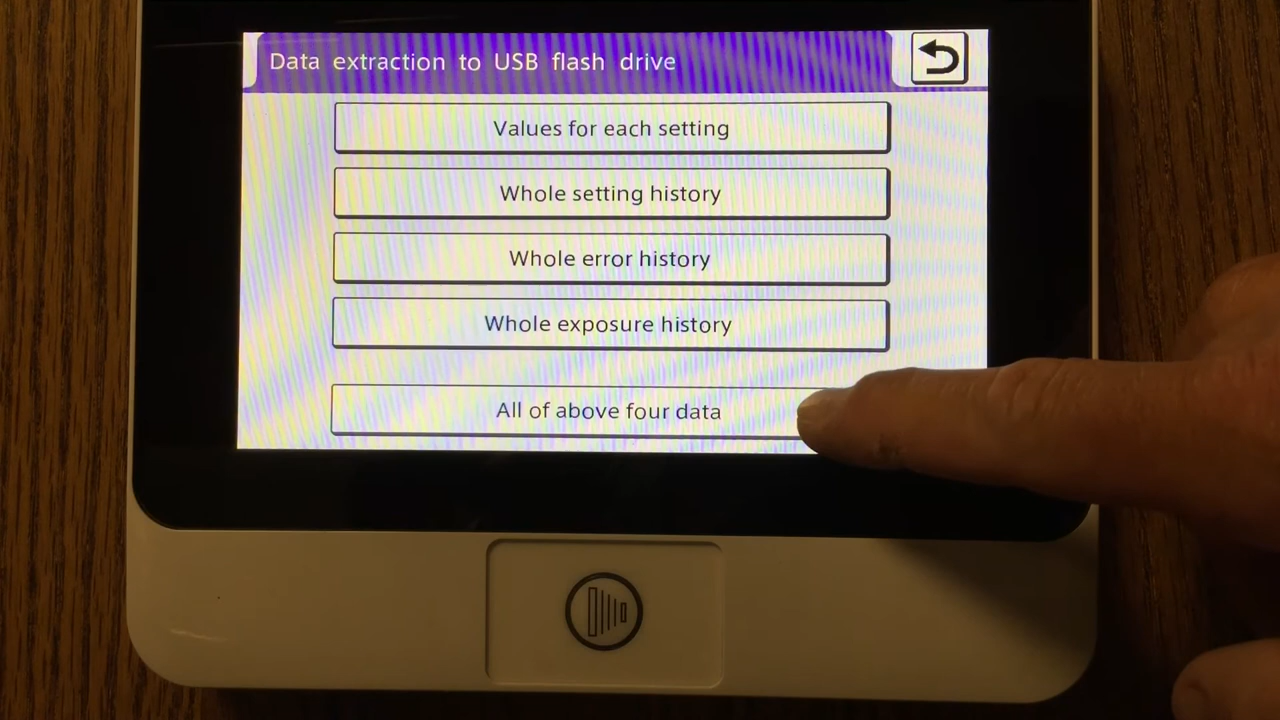 Data extraction to USB flash drive
Values for each setting
Whole setting history
Whole error history
Whole exposure history
All of above four data